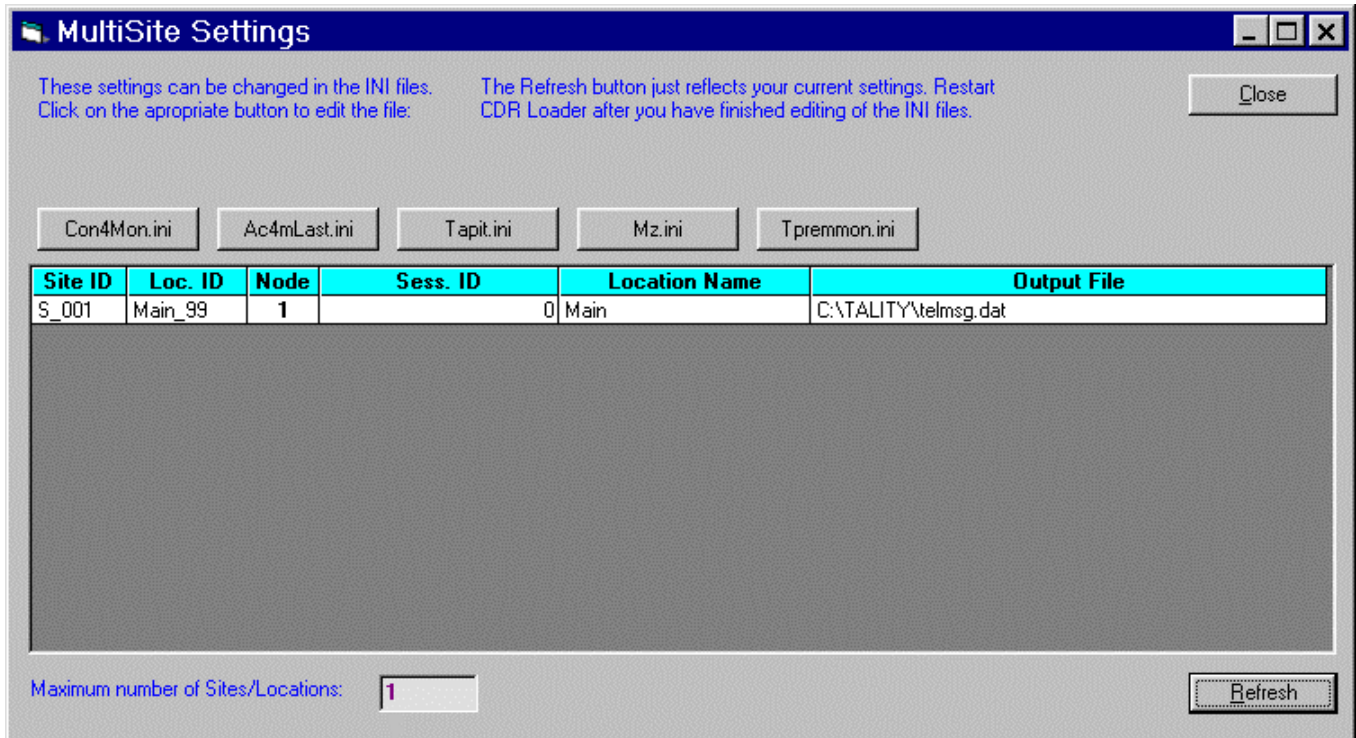 MultiSite Settings
These settings can be changed in the INI files.
Click on the apropriate button to edit the file:
The Refresh button just reflects your current settings. Restart
CDR Loader after you have finished editing of the INI files.
Close
Con4Mon.ini Ac4mLast.ini Tapit.ini Mz.ini Tpremmon.ini
Site ID Loc. ID Node Sess. ID Location Name Output File
S_001 Main_99 1 0 Main C:\TALITY\telmsg.dat
Maximum number of Sites/Locations: 1
Refresh